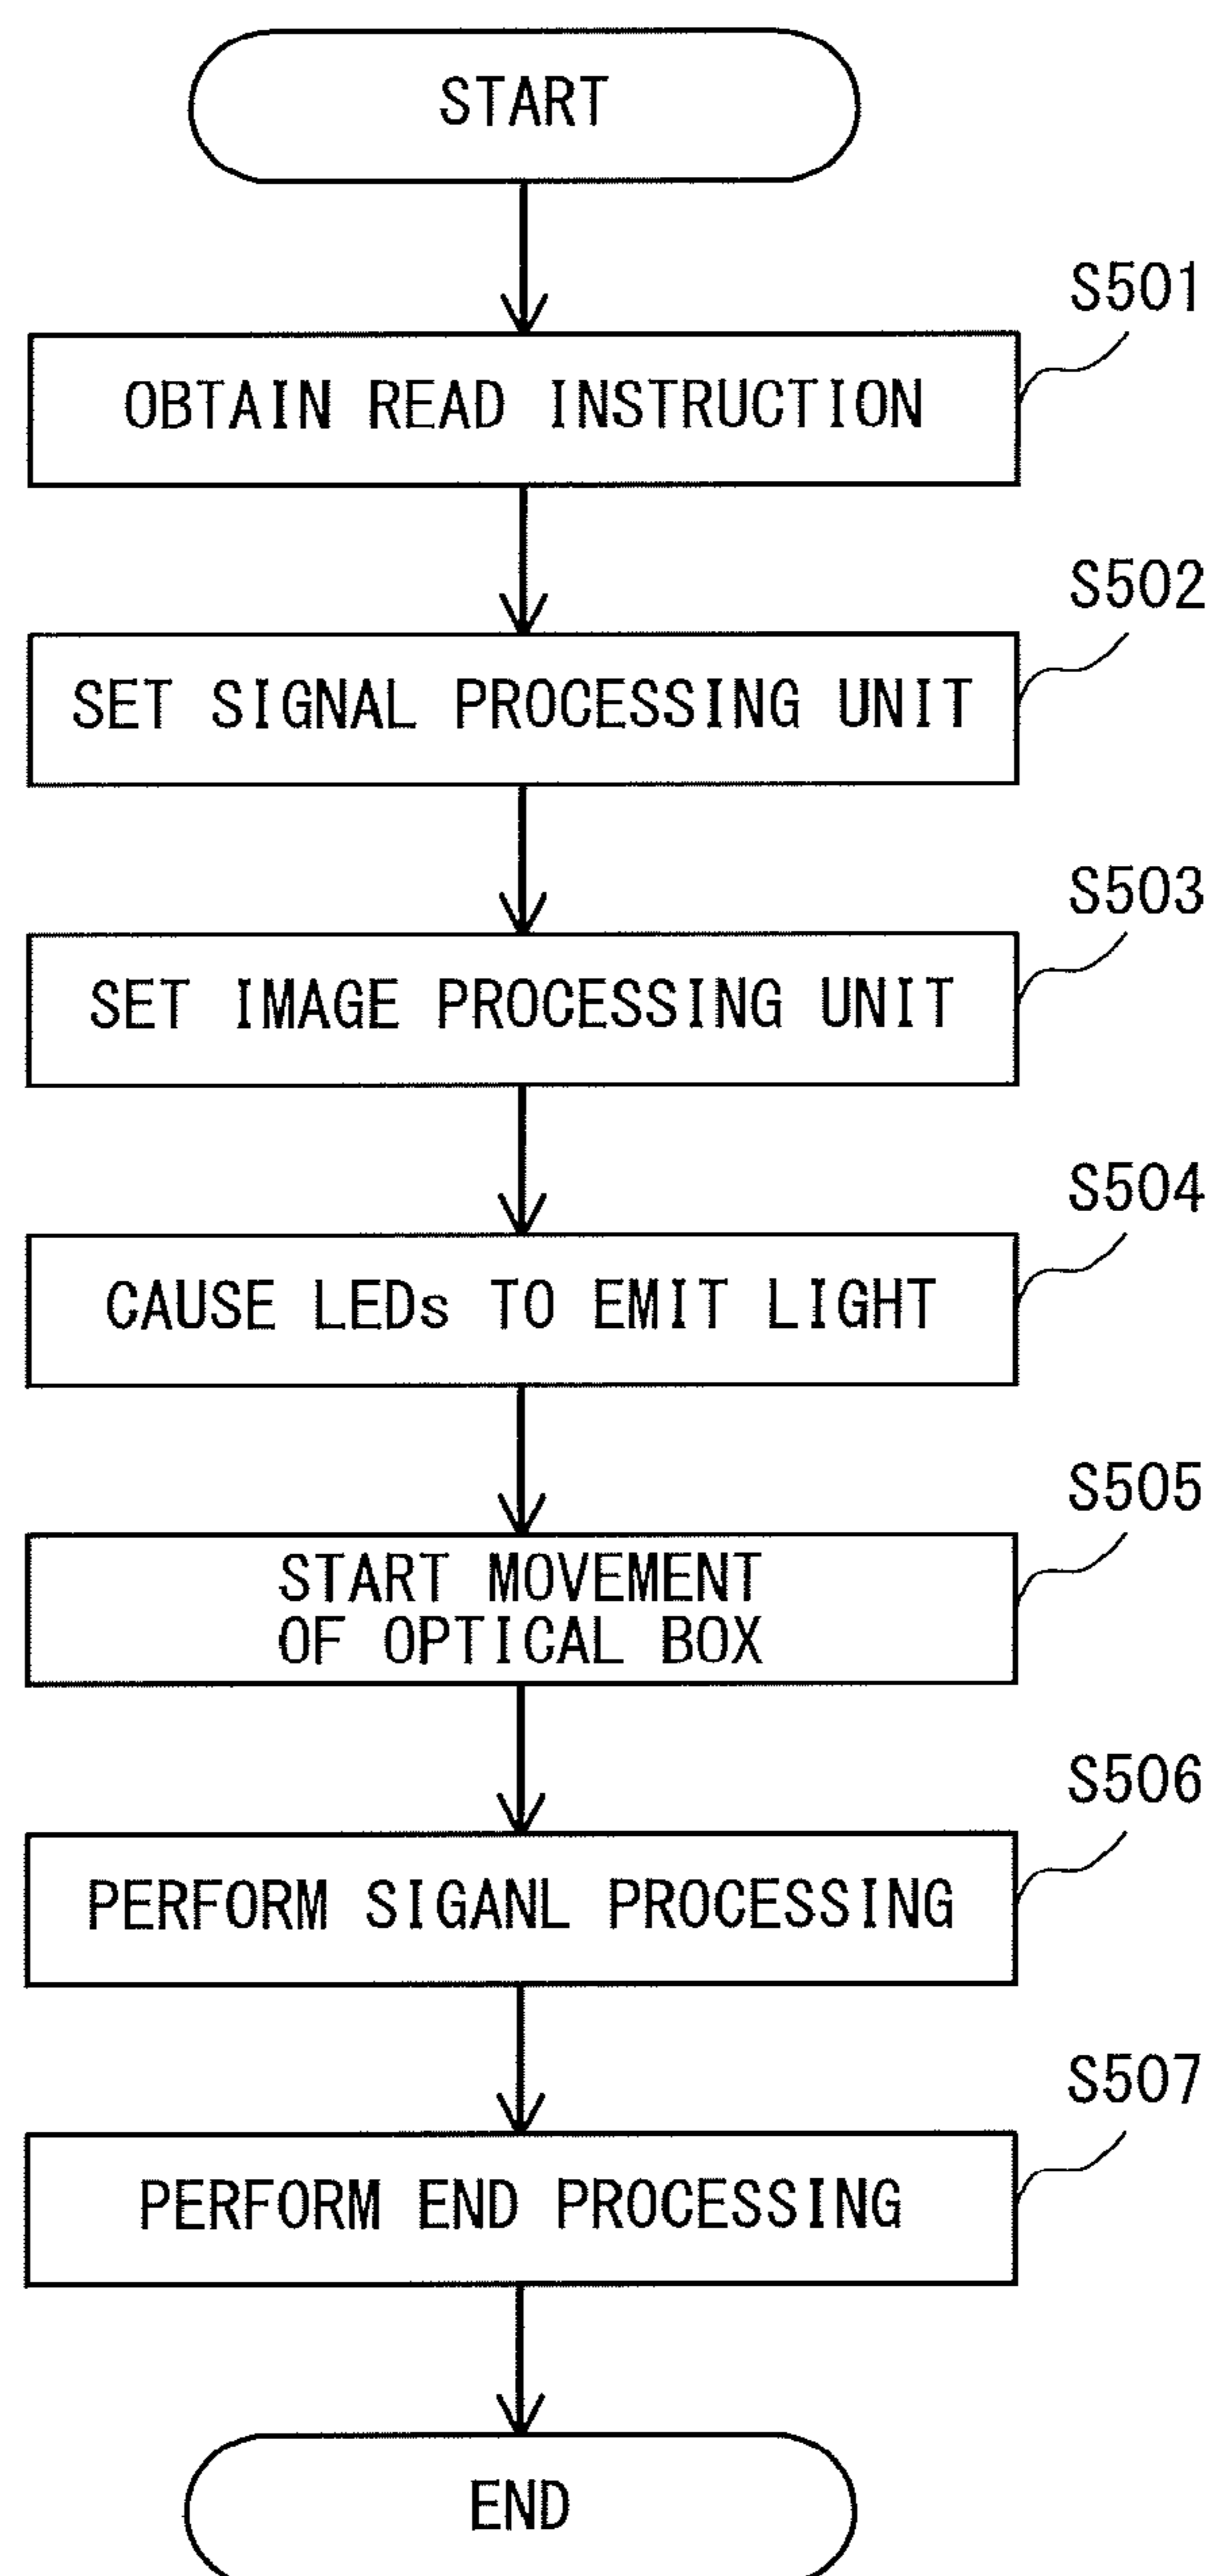 START
S501
OBTAIN READ INSTRUCTION
S502
SET SIGNAL PROCESSING UNIT
S503
SET IMAGE PROCESSING UNIT
S504
CAUSE LEDs TO EMIT LIGHT
S505
START MOVEMENT
OF OPTICAL BOX
S506
PERFORM SIGANL PROCESSING
S507
PERFORM END PROCESSING
END